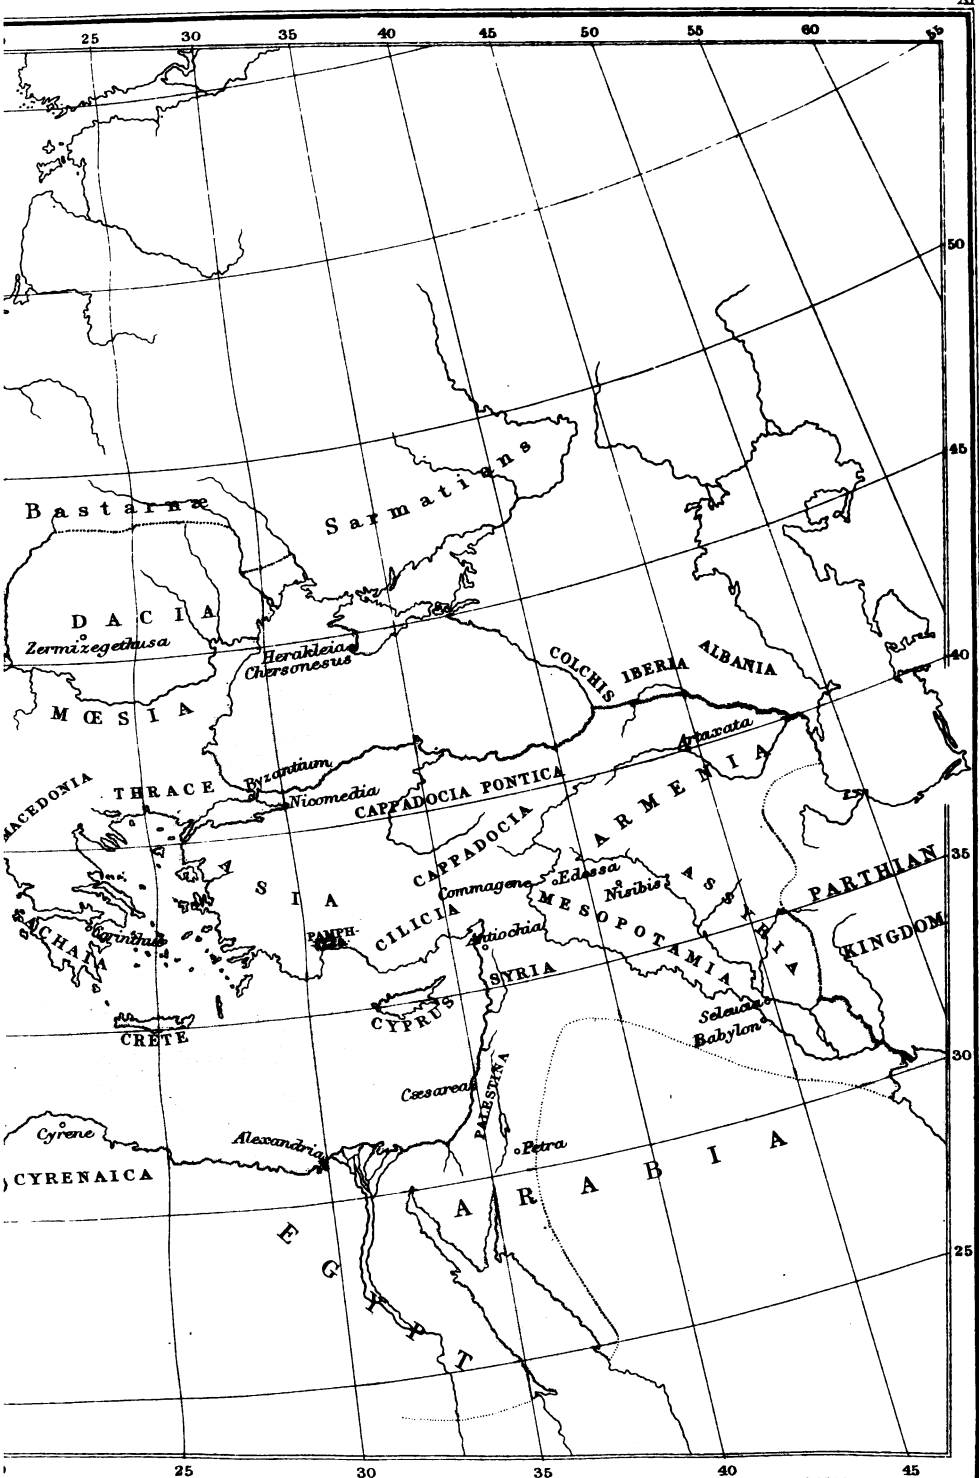 25 30 35 40 45 50 55 60 55
50
45
Bastarnæ
Sarmatians
DACIA
Zermizegethusa
Herakleia
Chersonesus
COLCHIS
IBERIA
ALBANIA
40
MŒSIA
Artaxata
MACEDONIA
THRACE
Byzantium
Nicomedia
CAPPADOCIA PONTICA
ARMENIA
CAPPADOCIA
ASIA
35
Commagene
Edessa
Nisibis
ASSYRIA
PARTHIAN
KINGDOM
MESOPOTAMIA
ACHAIA
Corinthus
PAMPH-
CILICIA
Antiochia
SYRIA
CYPRUS
CRETE
Seleucia
Babylon
30
Cæsarea
PALESTINA
Cyrene
Alexandria
Petra
CYRENAICA
ARABIA
EGYPT
25
25 30 35 40 45